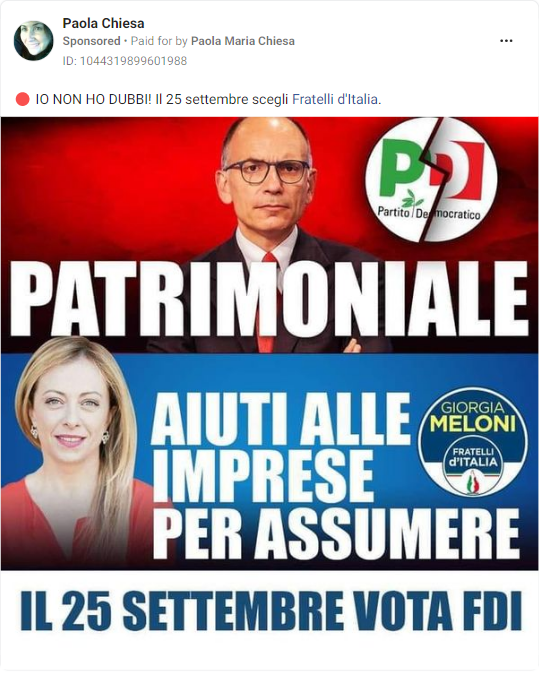 Paola Chiesa
Sponsored • Paid for by Paola Maria Chiesa
ID: 1044319899601988
IO NON HO DUBBI! Il 25 settembre scegli Fratelli d'Italia.
PD
Partito Democratico
PATRIMONIALE
AIUTI ALLE
IMPRESE
PER ASSUMERE
GIORGIA
MELONI
FRATELLI
d'ITALIA
IL 25 SETTEMBRE VOTA FDI